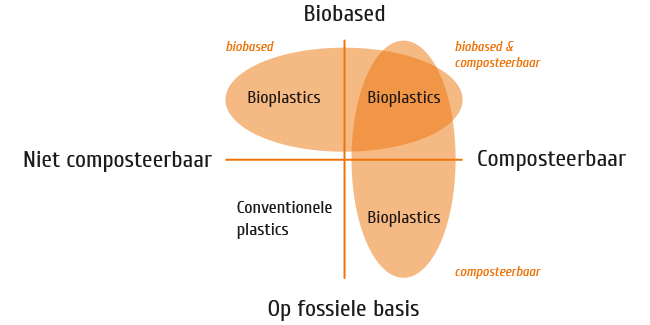 Biobased
biobased
biobased &
composteerbaar
Bioplastics
Bioplastics
Niet composteerbaar
Composteerbaar
Conventionele
plastics
Bioplastics
composteerbaar
Op fossiele basis